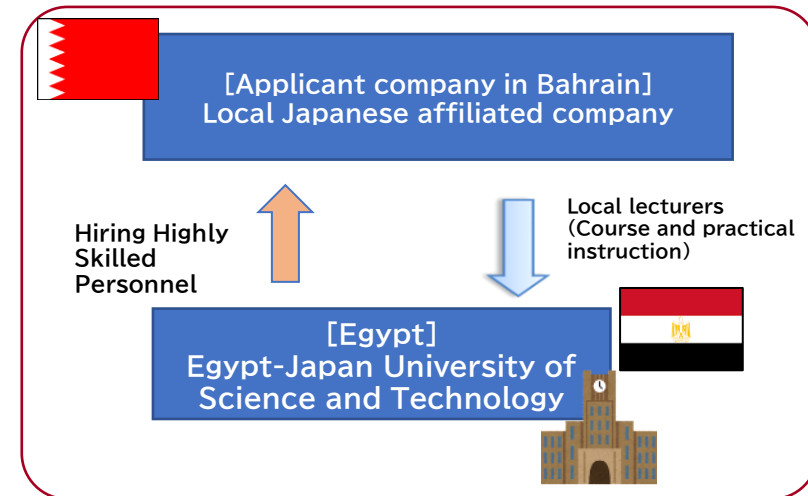 [Applicant company in Bahrain]
Local Japanese affiliated company
Hiring Highly
Skilled
Personnel
Local lecturers
(Course and practical
instruction)
[Egypt]
Egypt-Japan University of
Science and Technology